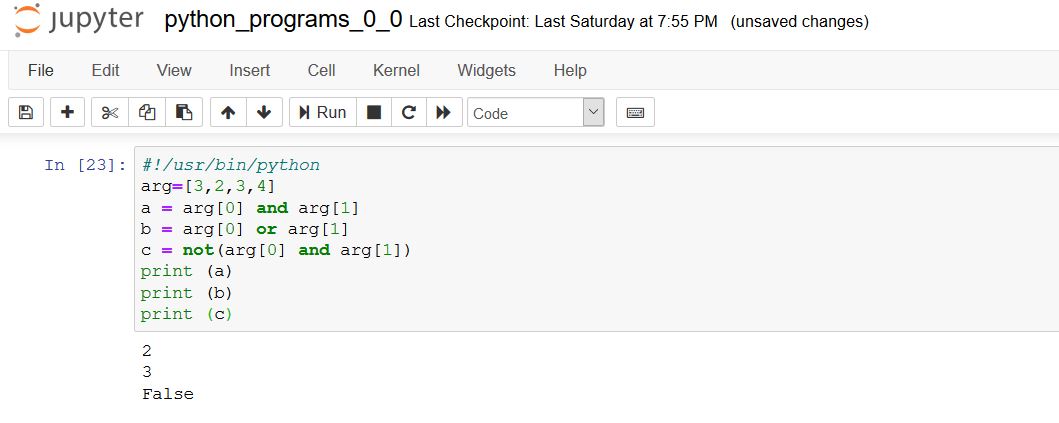 jupyter python_programs_0_0 Last Checkpoint: Last Saturday at 7:55 PM (unsaved changes)
File Edit View Insert Cell Kernel Widgets Help
Run Code
In [23]: #!/usr/bin/python
arg=[3,2,3,4]
a = arg[0] and arg[1]
b = arg[0] or arg[1]
c = not(arg[0] and arg[1])
print (a)
print (b)
print (c)
2
3
False